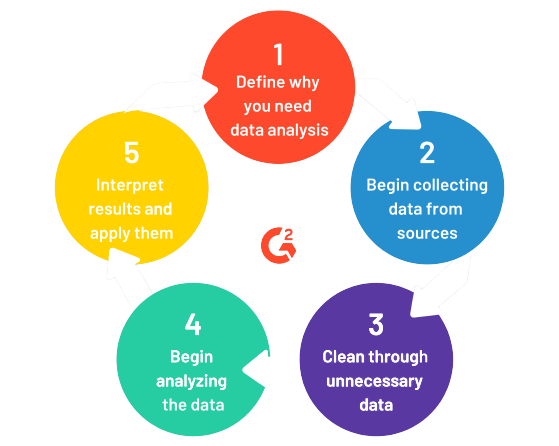 1
Define why
you need
data analysis
2
Begin collecting
data from
sources
3
Clean through
unnecessary
data
4
Begin
analyzing
the data
5
Interpret
results and
apply them
G2